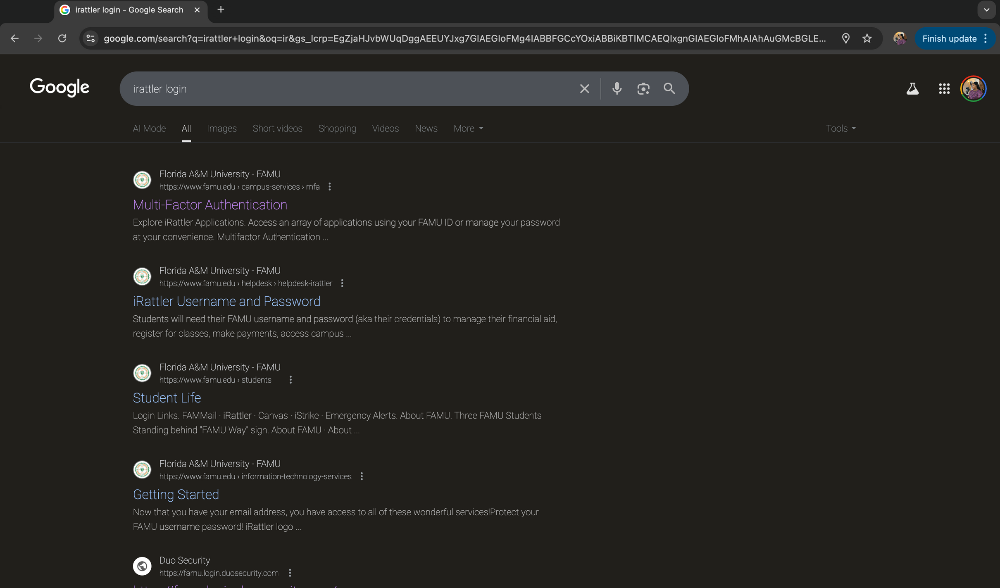 irattler login - Google Search
google.com/search?q=irattler+login&oq=ir&gs_lcrp=EgZjaHJvbWUqDggAEEUYJxg7GIAEGIoFMg4IABBFGCcYOxiABBiKBTIMCAEQIxgnGIAEGIoFMhAIAhAuGMcBGLE...
Finish update
Google
irattler login
AI Mode All Images Short videos Shopping Videos News More Tools
Florida A&M University - FAMU
https://www.famu.edu › campus-services › mfa
Multi-Factor Authentication
Explore iRattler Applications. Access an array of applications using your FAMU ID or manage your password
at your convenience. Multifactor Authentication ...
Florida A&M University - FAMU
https://www.famu.edu › helpdesk › helpdesk-irattler
iRattler Username and Password
Students will need their FAMU username and password (aka their credentials) to manage their financial aid,
register for classes, make payments, access campus ...
Florida A&M University - FAMU
https://www.famu.edu › students
Student Life
Login Links. FAMMail · iRattler · Canvas · iStrike · Emergency Alerts. About FAMU. Three FAMU Students
Standing behind "FAMU Way" sign. About FAMU · About ...
Florida A&M University - FAMU
https://www.famu.edu › information-technology-services
Getting Started
Now that you have your email address, you have access to all of these wonderful services!Protect your
FAMU username password! iRattler logo ...
Duo Security
https://famu.login.duosecurity.com